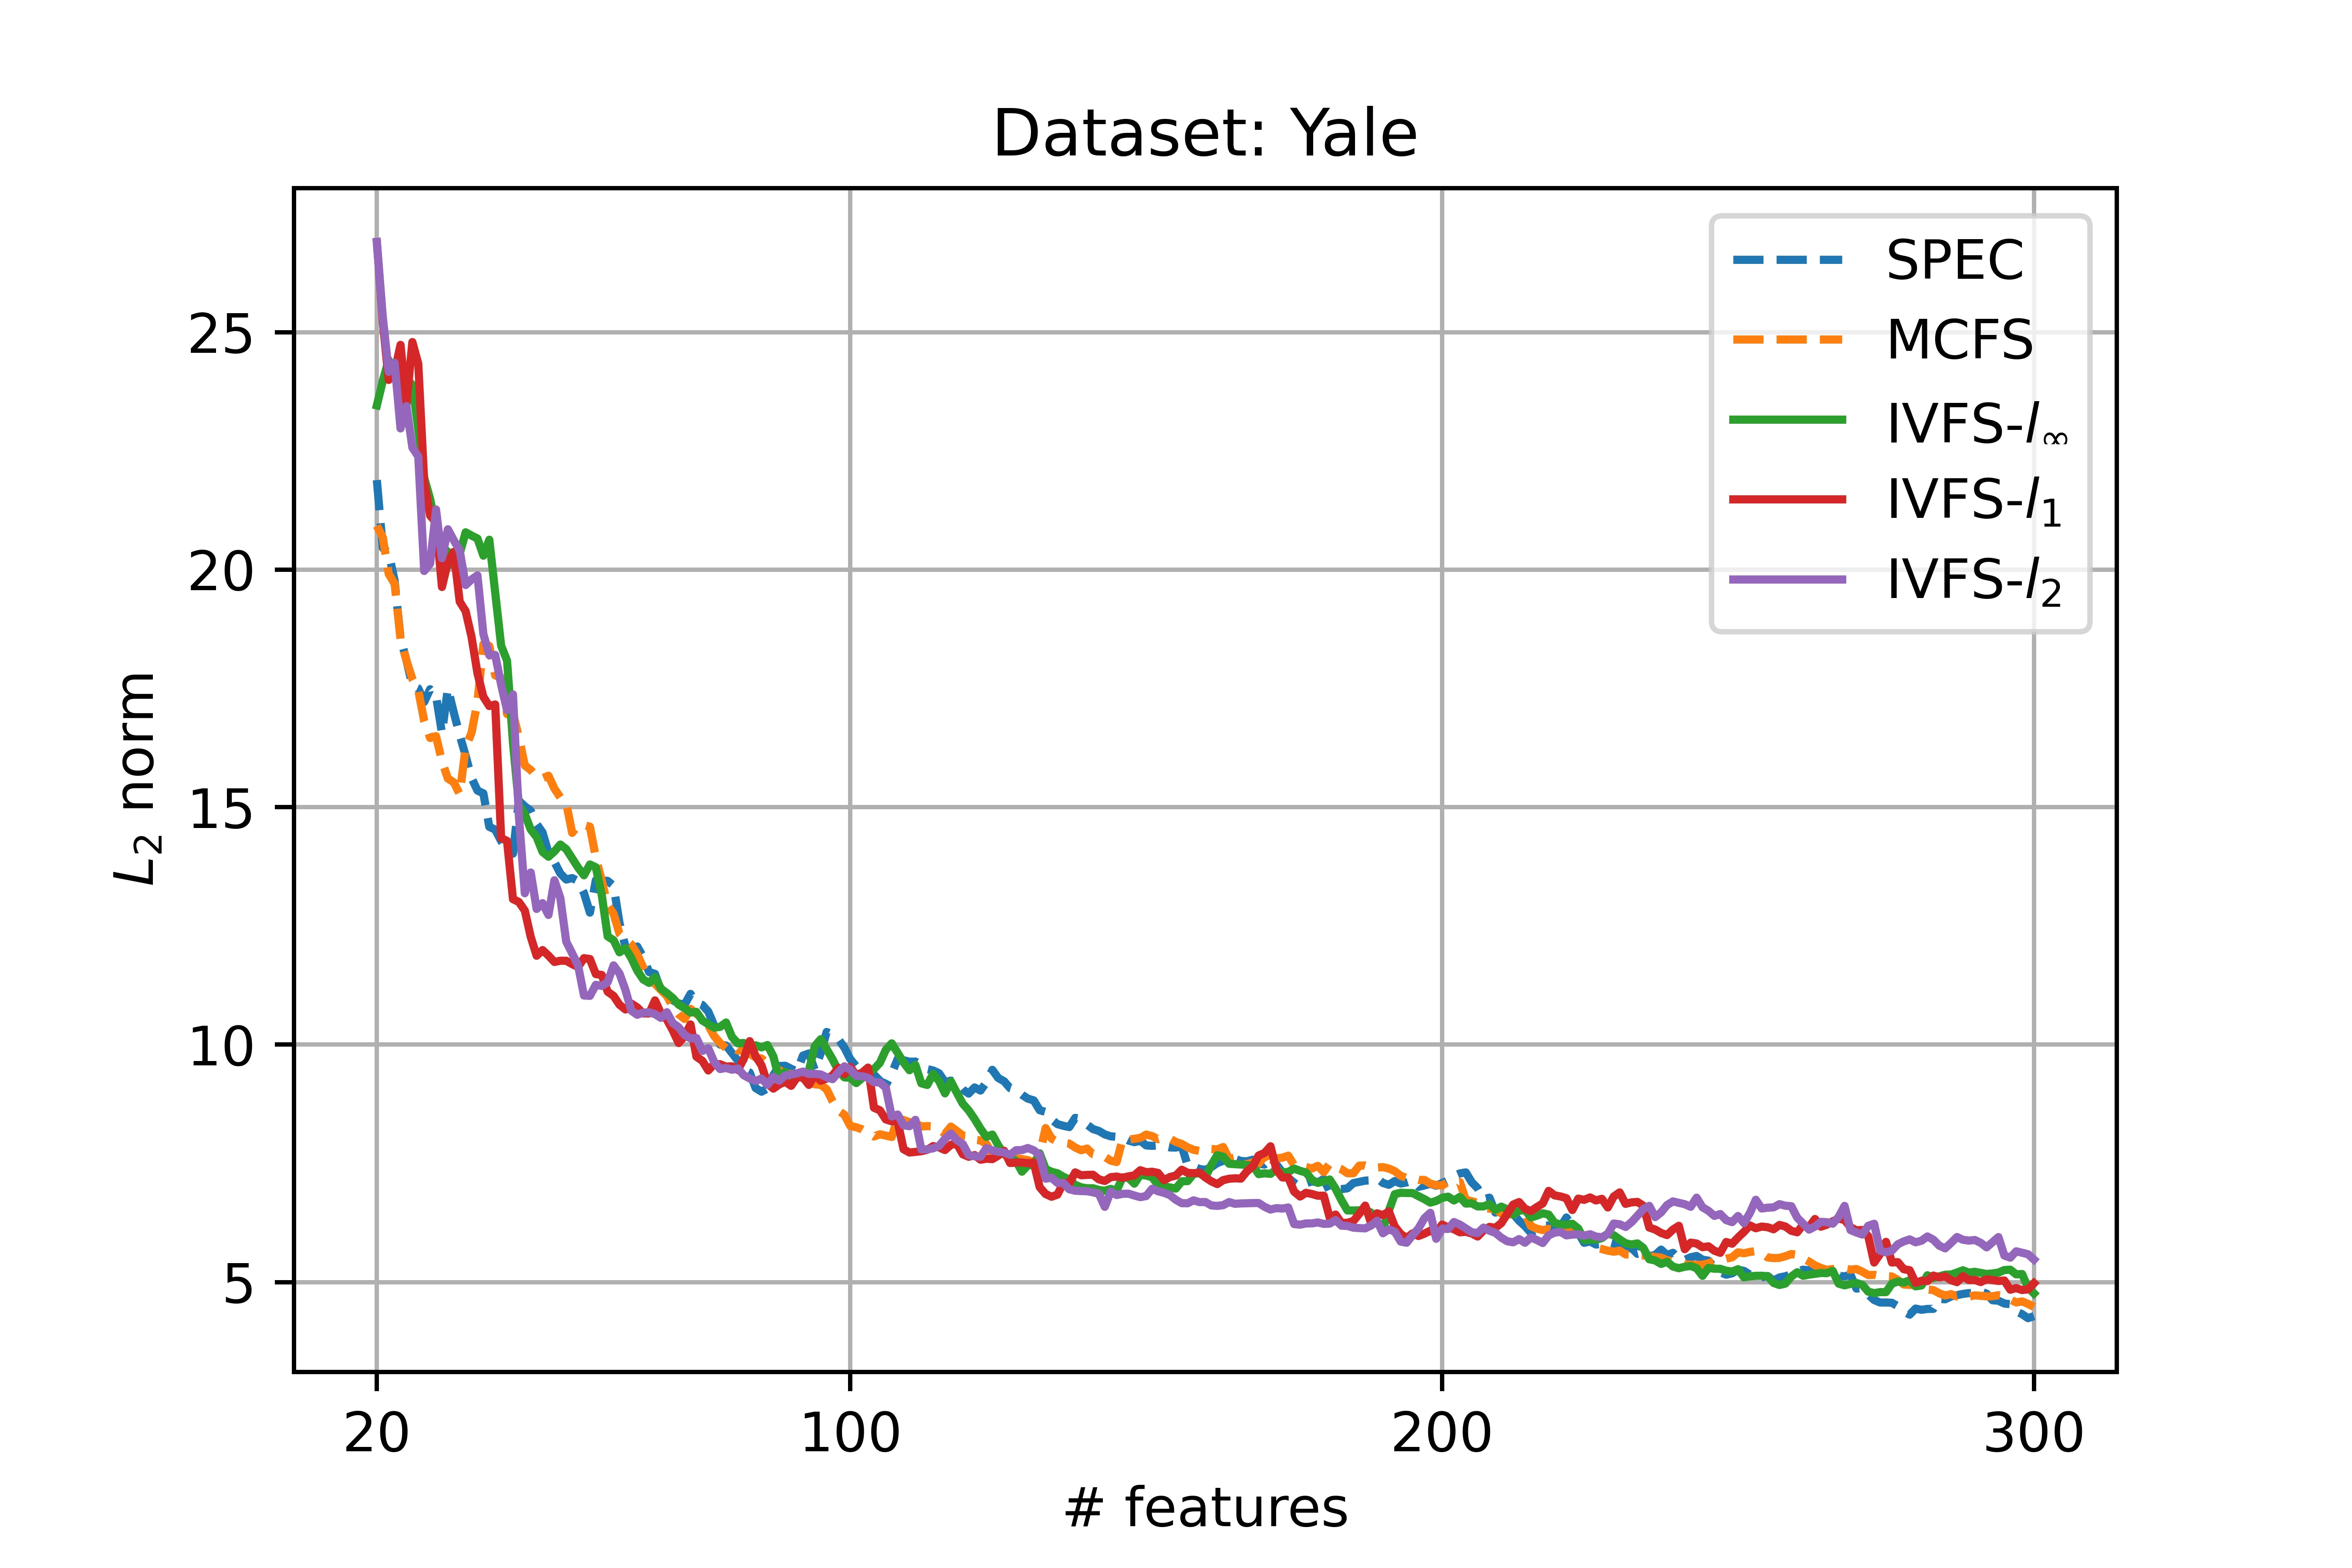 Dataset: Yale
SPEC
MCFS
IVFS-l∞
IVFS-l₁
IVFS-l₂
L₂ norm
25
20
15
10
5
20 100 200 300
# features